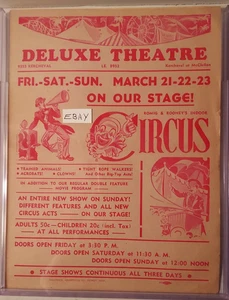 DELUXE THEATRE
LE. 9761
FRI.-SAT.-SUN. MARCH 21-22-23
ON OUR STAGE!
EBAY
CIRCUS
• TRAINED ANIMALS!
• TIGHT ROPE WALKERS!
• ACROBATS!
• CLOWNS!
IN ADDITION TO OUR REGULAR DOUBLE FEATURE
MOVIE PROGRAM
AN ENTIRE NEW SHOW ON SUNDAY!
DIFFERENT FEATURES AND ALL NEW
CIRCUS ACTS — ON OUR STAGE!
ADULTS 50c — CHILDREN 20c (incl. Tax)
AT ALL PERFORMANCES
DOORS OPEN FRIDAY at 5:30 P.M.
DOORS OPEN SATURDAY at 11:30 A.M.
DOORS OPEN SUNDAY at 12:00 NOON
• STAGE SHOWS CONTINUOUS ALL THREE DAYS •